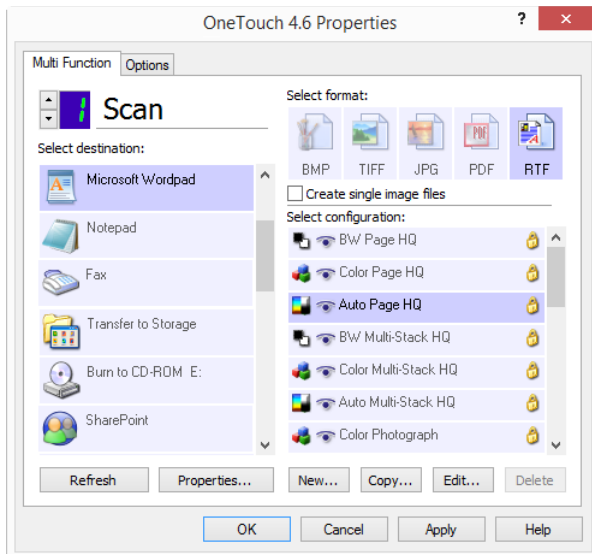 OneTouch 4.6 Properties
?
Multi Function
Options
1
Scan
Select destination:
Microsoft Wordpad
Notepad
Fax
Transfer to Storage
Burn to CD-ROM E:
SharePoint
Refresh
Properties...
Select format:
BMP
TIFF
JPG
PDF
RTF
Create single image files
Select configuration:
BW Page HQ
Color Page HQ
Auto Page HQ
BW Multi-Stack HQ
Color Multi-Stack HQ
Auto Multi-Stack HQ
Color Photograph
New...
Copy...
Edit...
Delete
OK
Cancel
Apply
Help